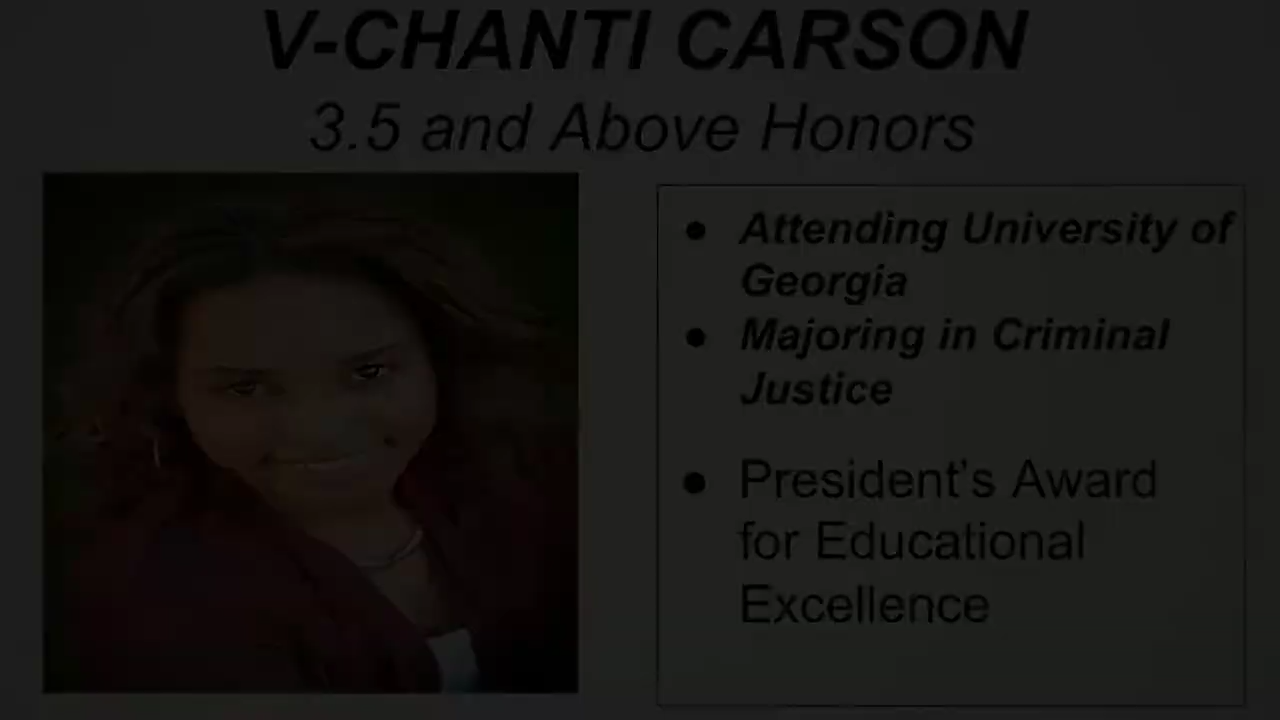 V-CHANTI CARSON
3.5 and Above Honors
● Attending University of
Georgia
● Majoring in Criminal
Justice
● President's Award
for Educational
Excellence